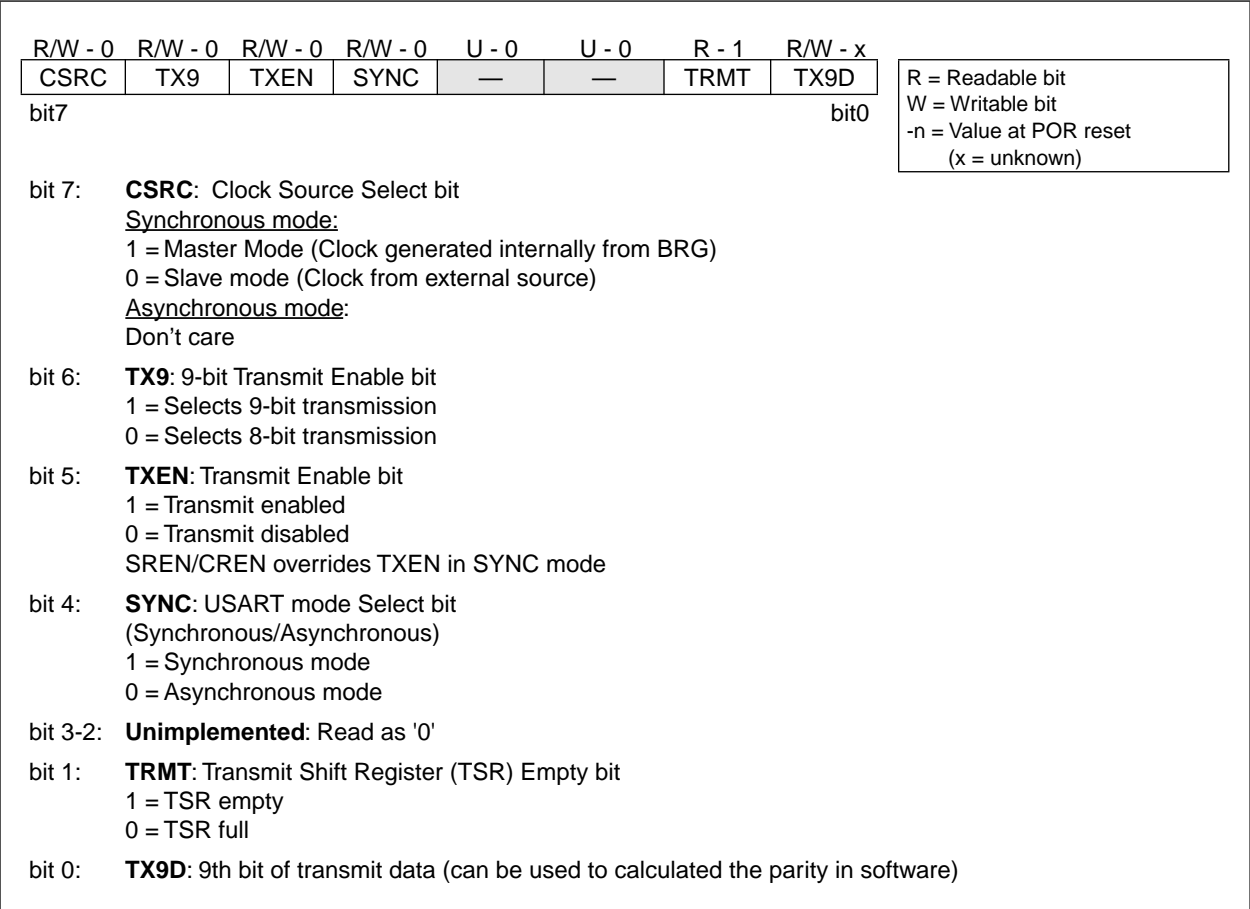 R/W - 0 R/W - 0 R/W - 0 R/W - 0 U - 0 U - 0 R - 1 R/W - x
CSRC TX9 TXEN SYNC — — TRMT TX9D
bit7 bit0
R = Readable bit
W = Writable bit
-n = Value at POR reset
(x = unknown)
bit 7: CSRC: Clock Source Select bit
Synchronous mode:
1 = Master Mode (Clock generated internally from BRG)
0 = Slave mode (Clock from external source)
Asynchronous mode:
Don't care
bit 6: TX9: 9-bit Transmit Enable bit
1 = Selects 9-bit transmission
0 = Selects 8-bit transmission
bit 5: TXEN: Transmit Enable bit
1 = Transmit enabled
0 = Transmit disabled
SREN/CREN overrides TXEN in SYNC mode
bit 4: SYNC: USART mode Select bit
(Synchronous/Asynchronous)
1 = Synchronous mode
0 = Asynchronous mode
bit 3-2: Unimplemented: Read as '0'
bit 1: TRMT: Transmit Shift Register (TSR) Empty bit
1 = TSR empty
0 = TSR full
bit 0: TX9D: 9th bit of transmit data (can be used to calculated the parity in software)